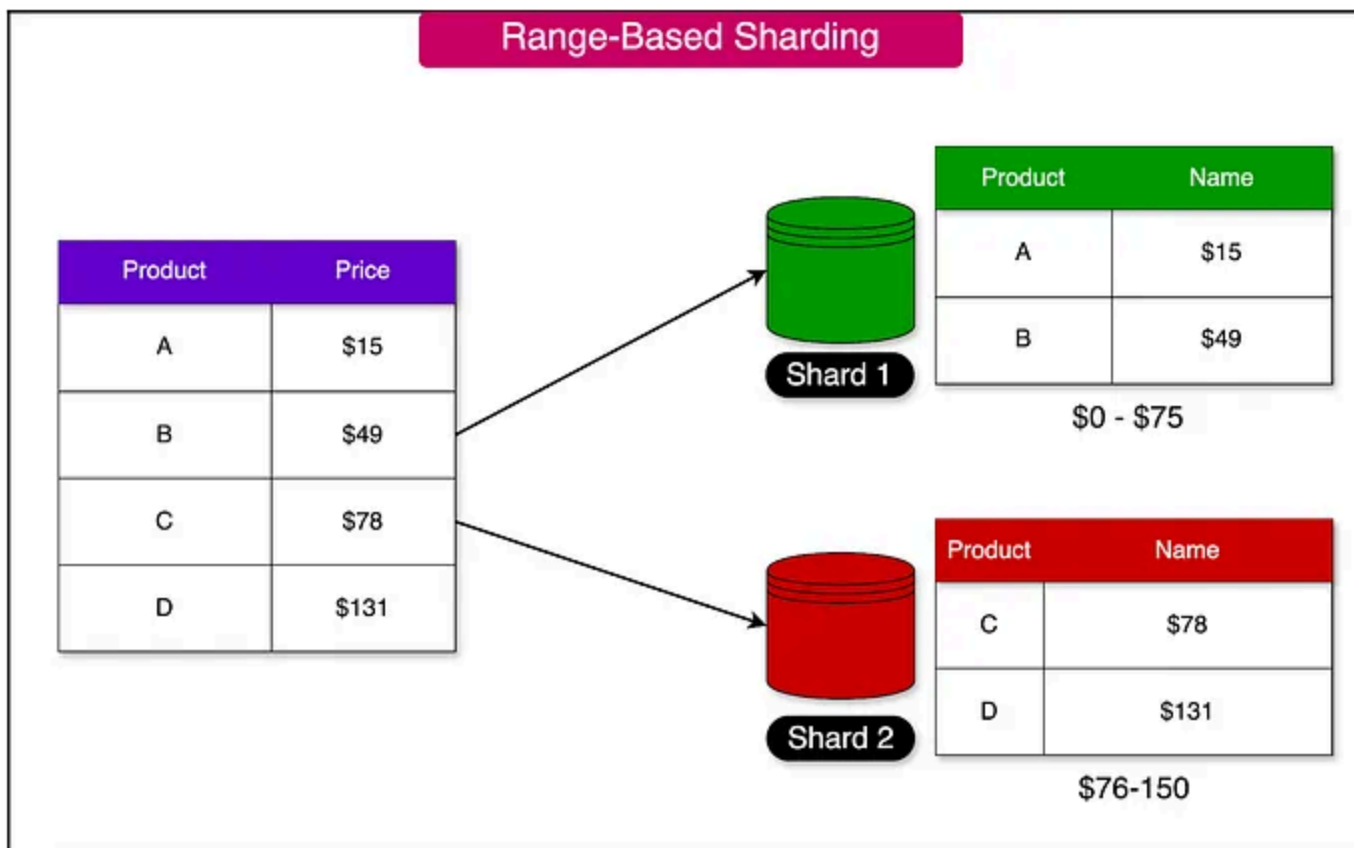 Range-Based Sharding
Product Price
A $15
B $49
C $78
D $131
Shard 1
Product Name
A $15
B $49
$0 - $75
Shard 2
Product Name
C $78
D $131
$76-150